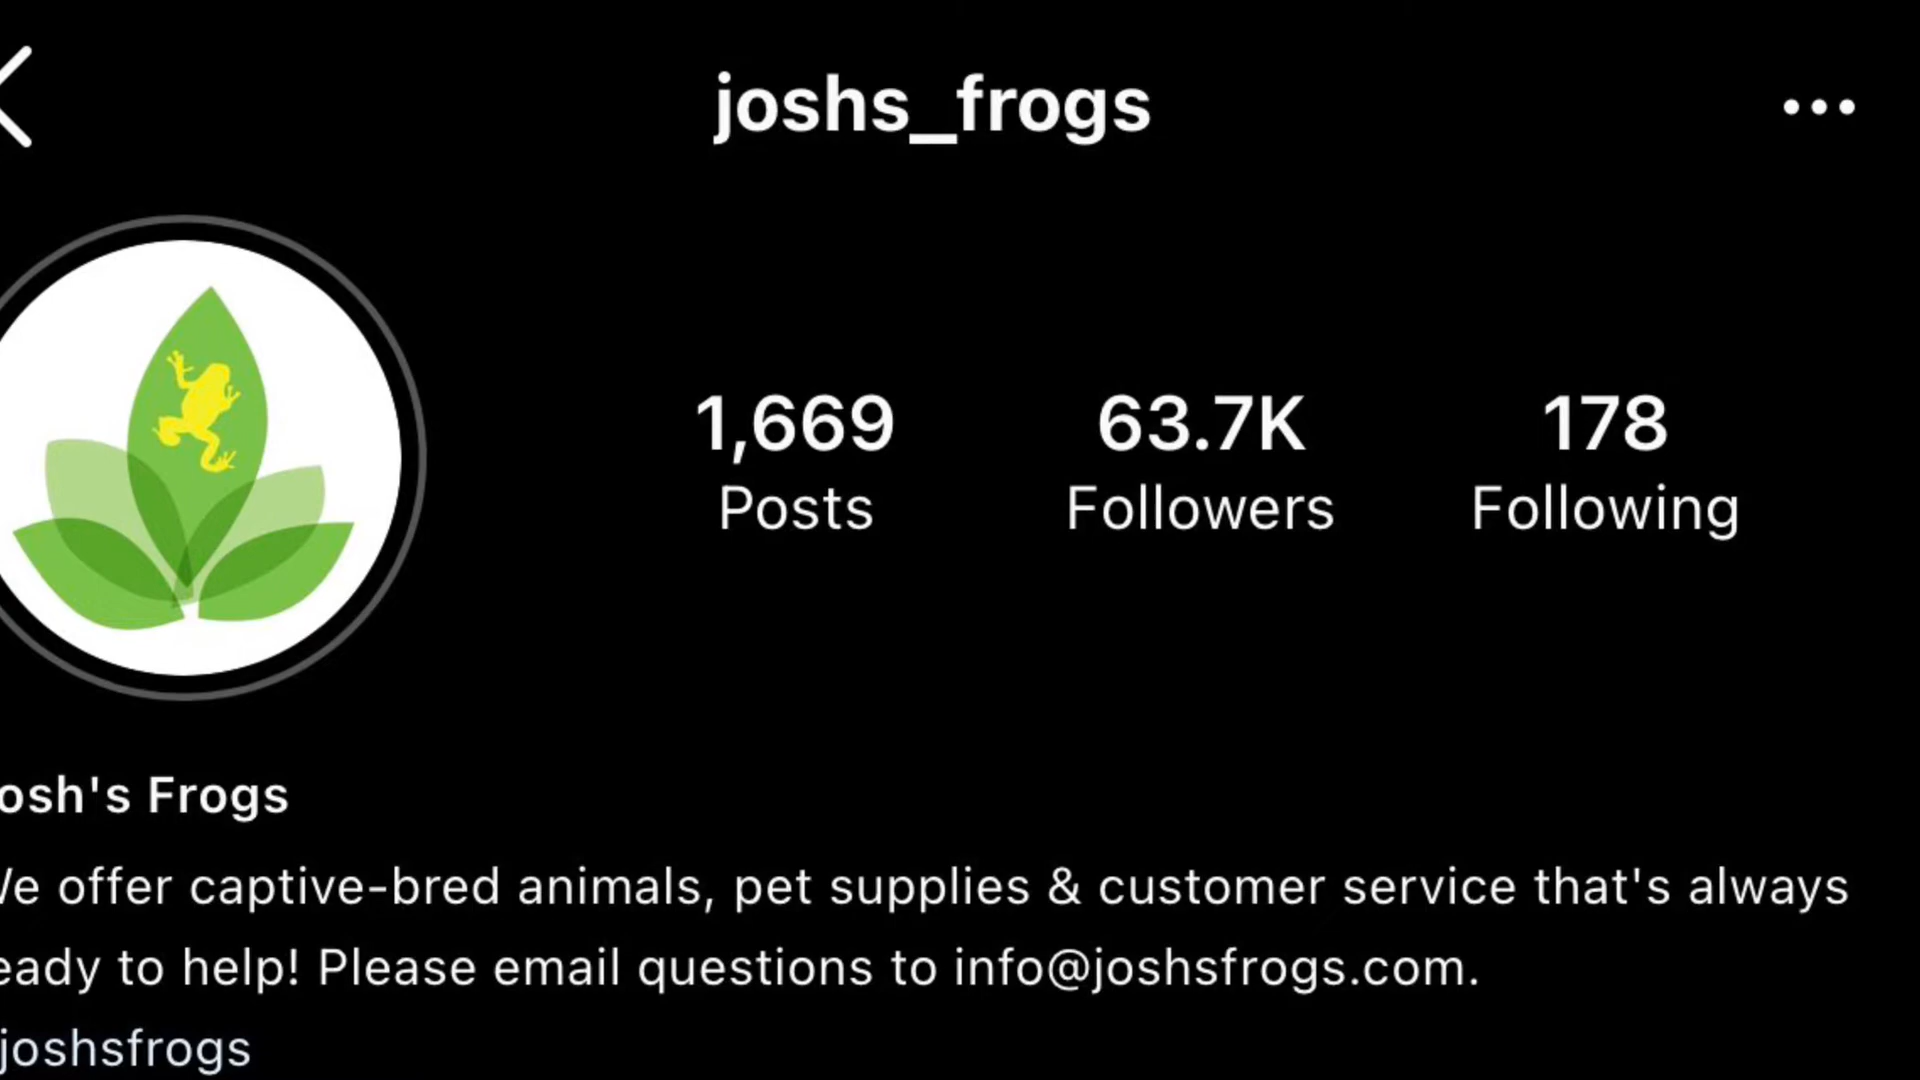 joshs_frogs
1,669 63.7K 178
Posts Followers Following
osh's Frogs
We offer captive-bred animals, pet supplies & customer service that's always
eady to help! Please email questions to info@joshsfrogs.com.
joshsfrogs